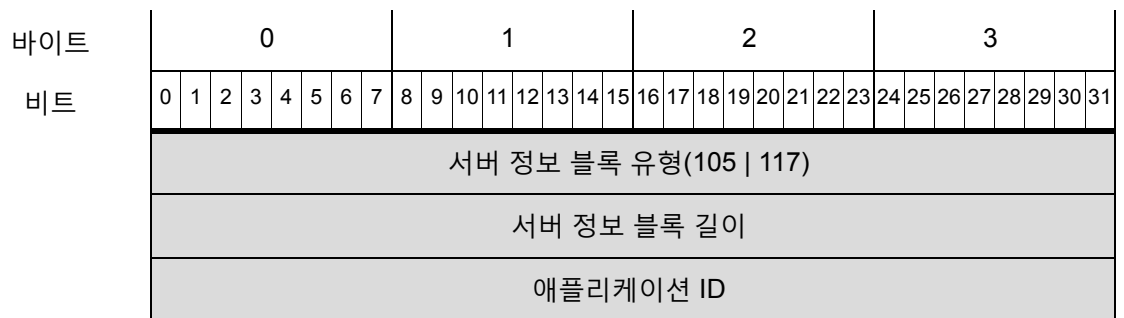 바이트 0 1 2 3
비트 0 1 2 3 4 5 6 7 8 9 10 11 12 13 14 15 16 17 18 19 20 21 22 23 24 25 26 27 28 29 30 31
서버 정보 블록 유형(105 | 117)
서버 정보 블록 길이
애플리케이션 ID